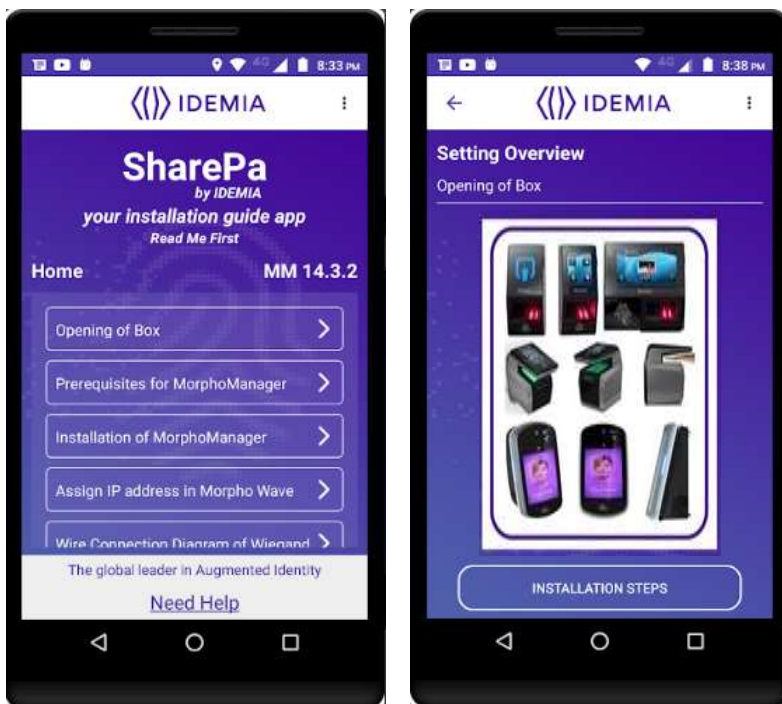 4G 8:33 PM
IDEMIA
SharePa
by IDEMIA
your installation guide app
Read Me First
Home MM 14.3.2
Opening of Box
Prerequisites for MorphoManager
Installation of MorphoManager
Assign IP address in Morpho Wave
Wire Connection Diagram of Wiegand
The global leader in Augmented Identity
Need Help
4G 8:38 PM
IDEMIA
Setting Overview
Opening of Box
INSTALLATION STEPS